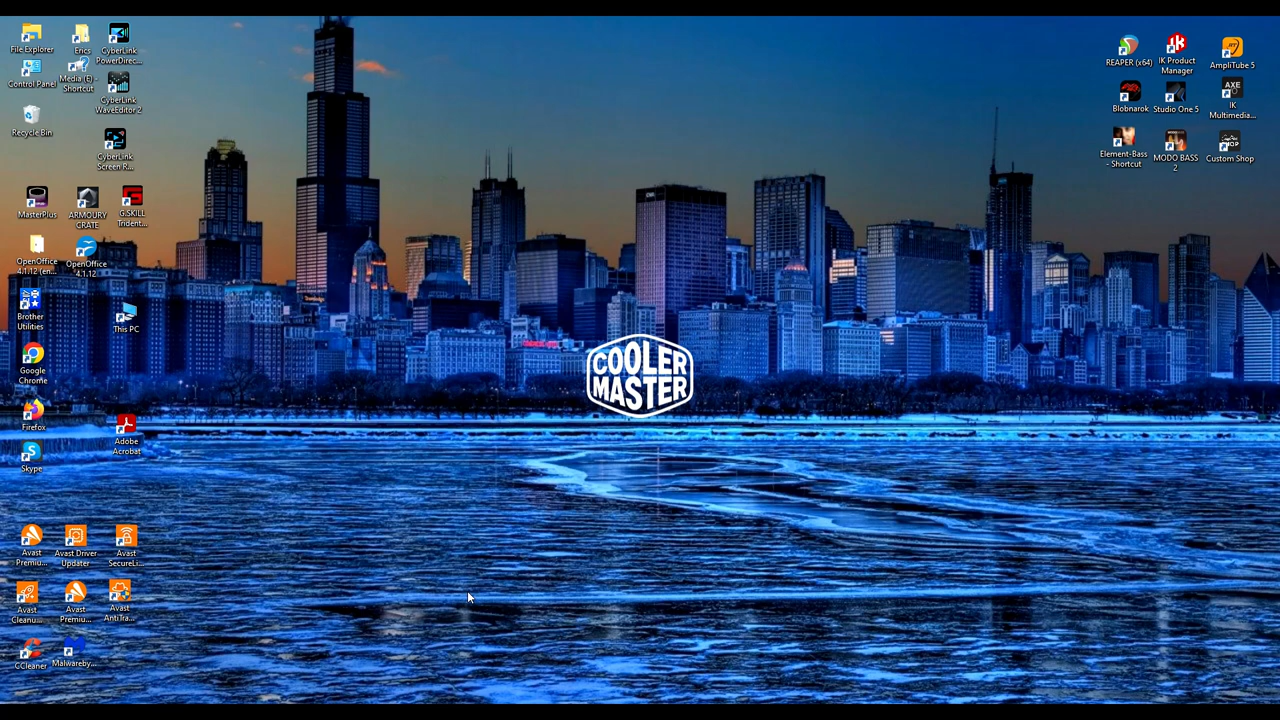 File Explorer
Erics
CyberLink
PowerDirec...
Control Panel
Media (E) -
Shortcut
CyberLink
WaveEditor 2
Recycle Bin
CyberLink
Screen R...
MasterPlus
ARMOURY
CRATE
G.SKILL
Trident...
OpenOffice
4.1.12 (en...
OpenOffice
4.1.12
Brother
Utilities
This PC
Google
Chrome
Firefox
Adobe
Acrobat
Skype
Avast
Premiu...
Avast Driver
Updater
Avast
SecureLi...
Avast
Cleanu...
Avast
Premiu...
Avast
AntiTra...
CCleaner
Malwareby...
COOLER
MASTER
REAPER (x64)
IK Product
Manager
AmpliTube 5
Blobnarok
Studio One 5
AXE
I/O
IK
Multimedia...
Element-Bass
- Shortcut
MODO BASS
2
Custom Shop